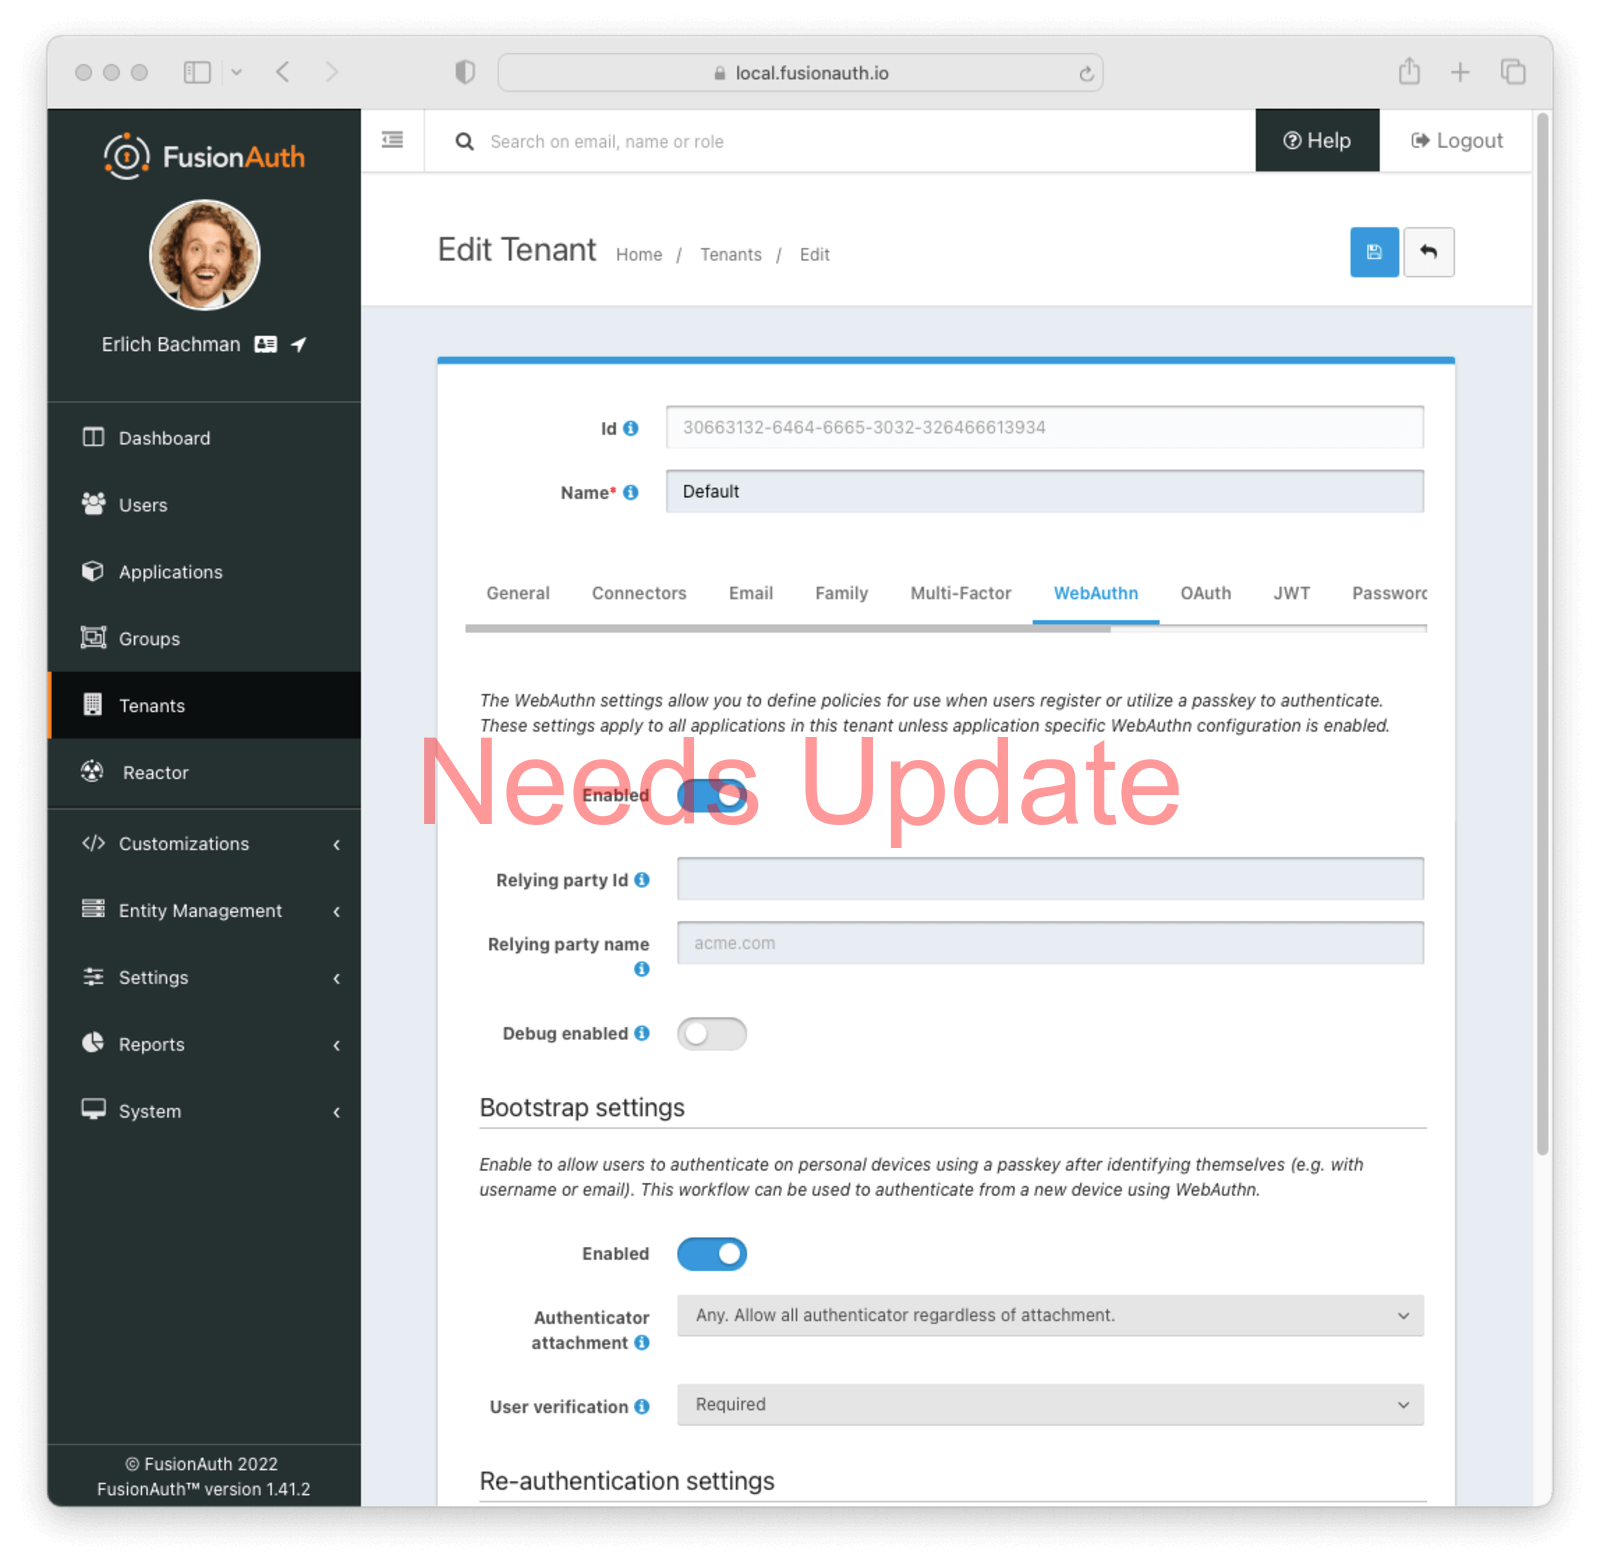 local.fusionauth.io
FusionAuth
Search on email, name or role
Help
Logout
Edit Tenant
Home / Tenants / Edit
Erlich Bachman
Dashboard
Users
Applications
Groups
Tenants
Reactor
Customizations
Entity Management
Settings
Reports
System
© FusionAuth 2022
FusionAuth™ version 1.41.2
Id
30663132-6464-6665-3032-326466613934
Name*
Default
General
Connectors
Email
Family
Multi-Factor
WebAuthn
OAuth
JWT
Password
The WebAuthn settings allow you to define policies for use when users register or utilize a passkey to authenticate.
These settings apply to all applications in this tenant unless application specific WebAuthn configuration is enabled.
Needs Update
Enabled
Relying party Id
Relying party name
acme.com
Debug enabled
Bootstrap settings
Enable to allow users to authenticate on personal devices using a passkey after identifying themselves (e.g. with
username or email). This workflow can be used to authenticate from a new device using WebAuthn.
Enabled
Authenticator
attachment
Any. Allow all authenticator regardless of attachment.
User verification
Required
Re-authentication settings